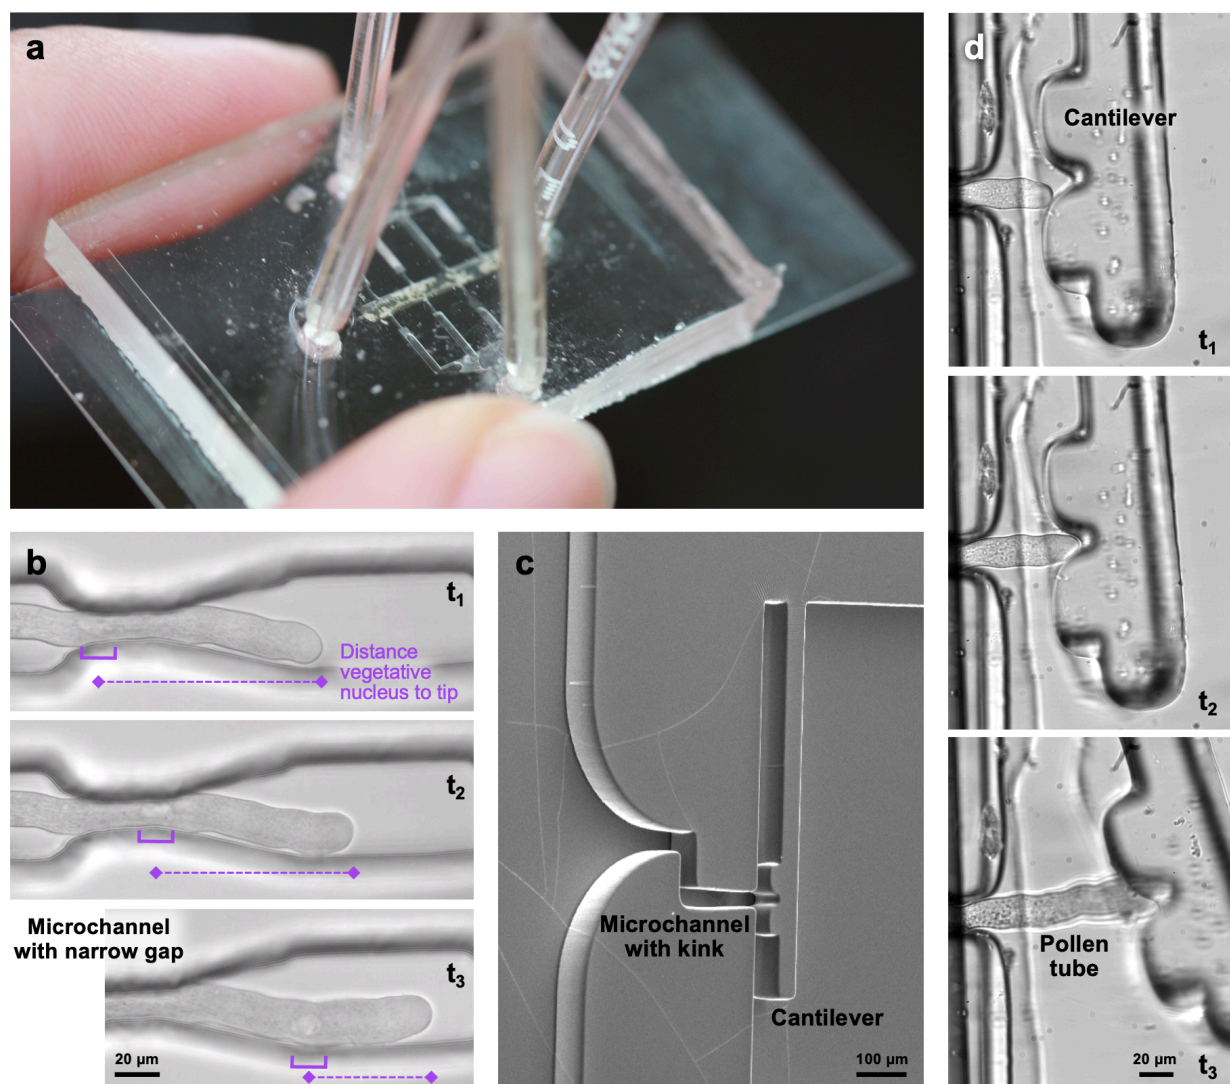 a
b
t1
Distance
vegetative
nucleus to tip
t2
Microchannel
with narrow gap
t3
20 µm
c
Microchannel
with kink
Cantilever
100 µm
d
Cantilever
t1
t2
Pollen
tube
20 µm
t3